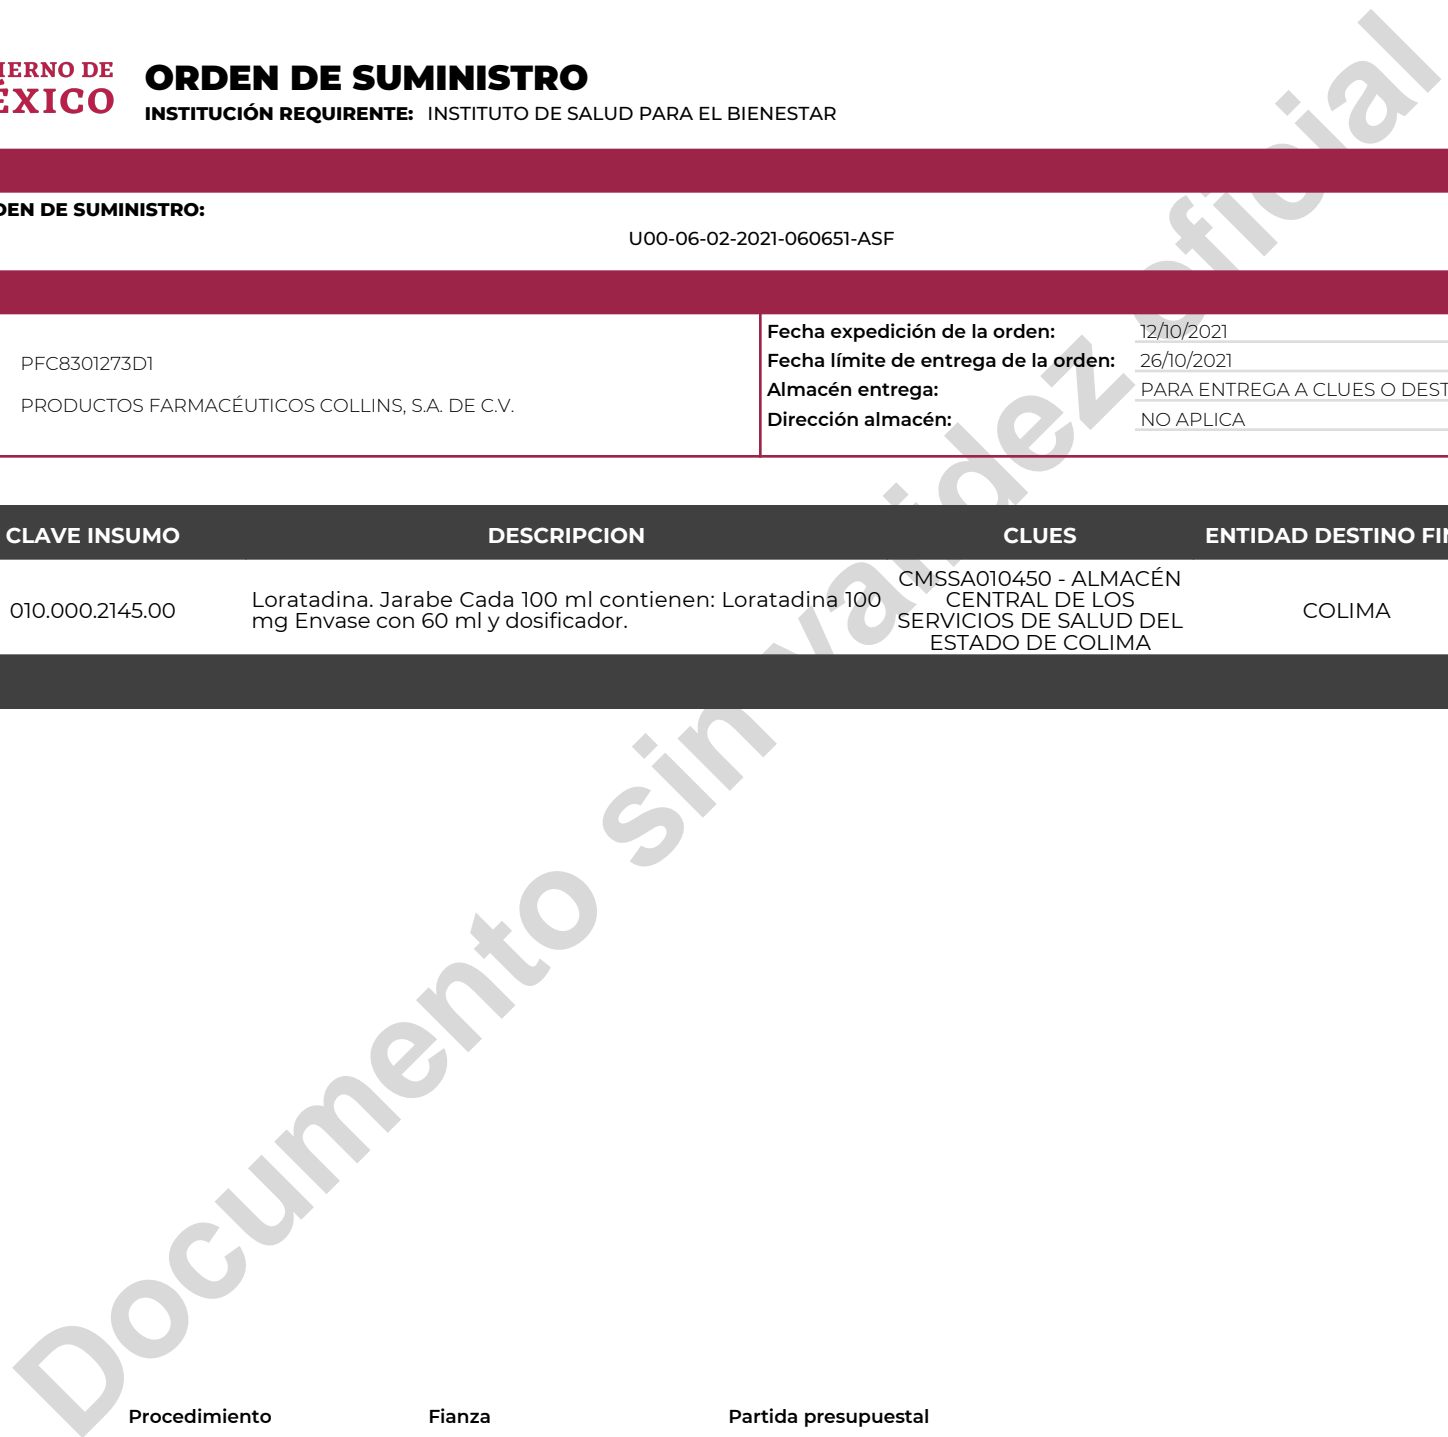 IERNO DE
ÉXICO
ORDEN DE SUMINISTRO
INSTITUCIÓN REQUIRENTE: INSTITUTO DE SALUD PARA EL BIENESTAR
DEN DE SUMINISTRO:
U00-06-02-2021-060651-ASF
PFC8301273D1
PRODUCTOS FARMACÉUTICOS COLLINS, S.A. DE C.V.
Fecha expedición de la orden: 12/10/2021
Fecha límite de entrega de la orden: 26/10/2021
Almacén entrega: PARA ENTREGA A CLUES O DEST
Dirección almacén: NO APLICA
CLAVE INSUMO DESCRIPCION CLUES ENTIDAD DESTINO FIN
010.000.2145.00
Loratadina. Jarabe Cada 100 ml contienen: Loratadina 100
mg Envase con 60 ml y dosificador.
CMSSA010450 - ALMACÉN
CENTRAL DE LOS
SERVICIOS DE SALUD DEL
ESTADO DE COLIMA
COLIMA
Documento sin validez oficial
Procedimiento Fianza Partida presupuestal